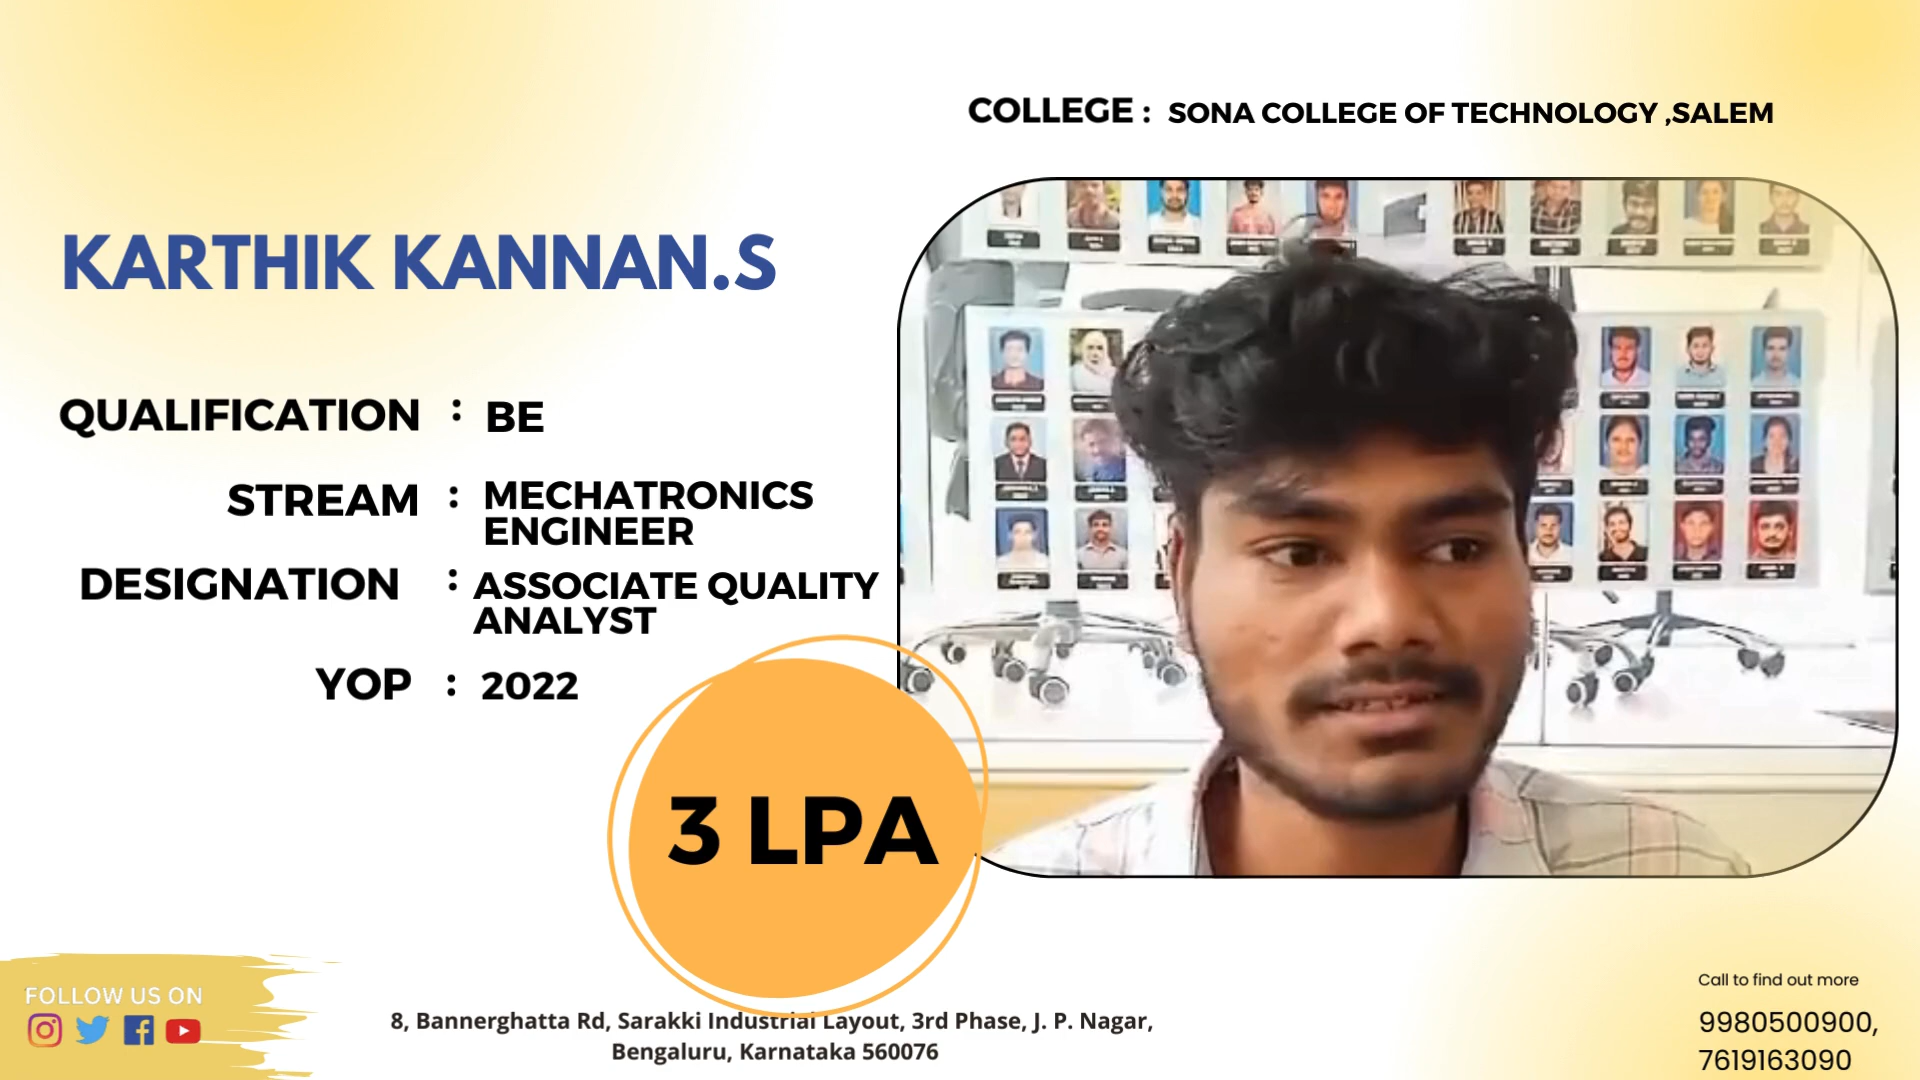 COLLEGE : SONA COLLEGE OF TECHNOLOGY ,SALEM
KARTHIK KANNAN.S
QUALIFICATION : BE
STREAM : MECHATRONICS
ENGINEER
DESIGNATION : ASSOCIATE QUALITY
ANALYST
YOP : 2022
3 LPA
FOLLOW US ON
8, Bannerghatta Rd, Sarakki Industrial Layout, 3rd Phase, J. P. Nagar,
Bengaluru, Karnataka 560076
Call to find out more
9980500900,
7619163090